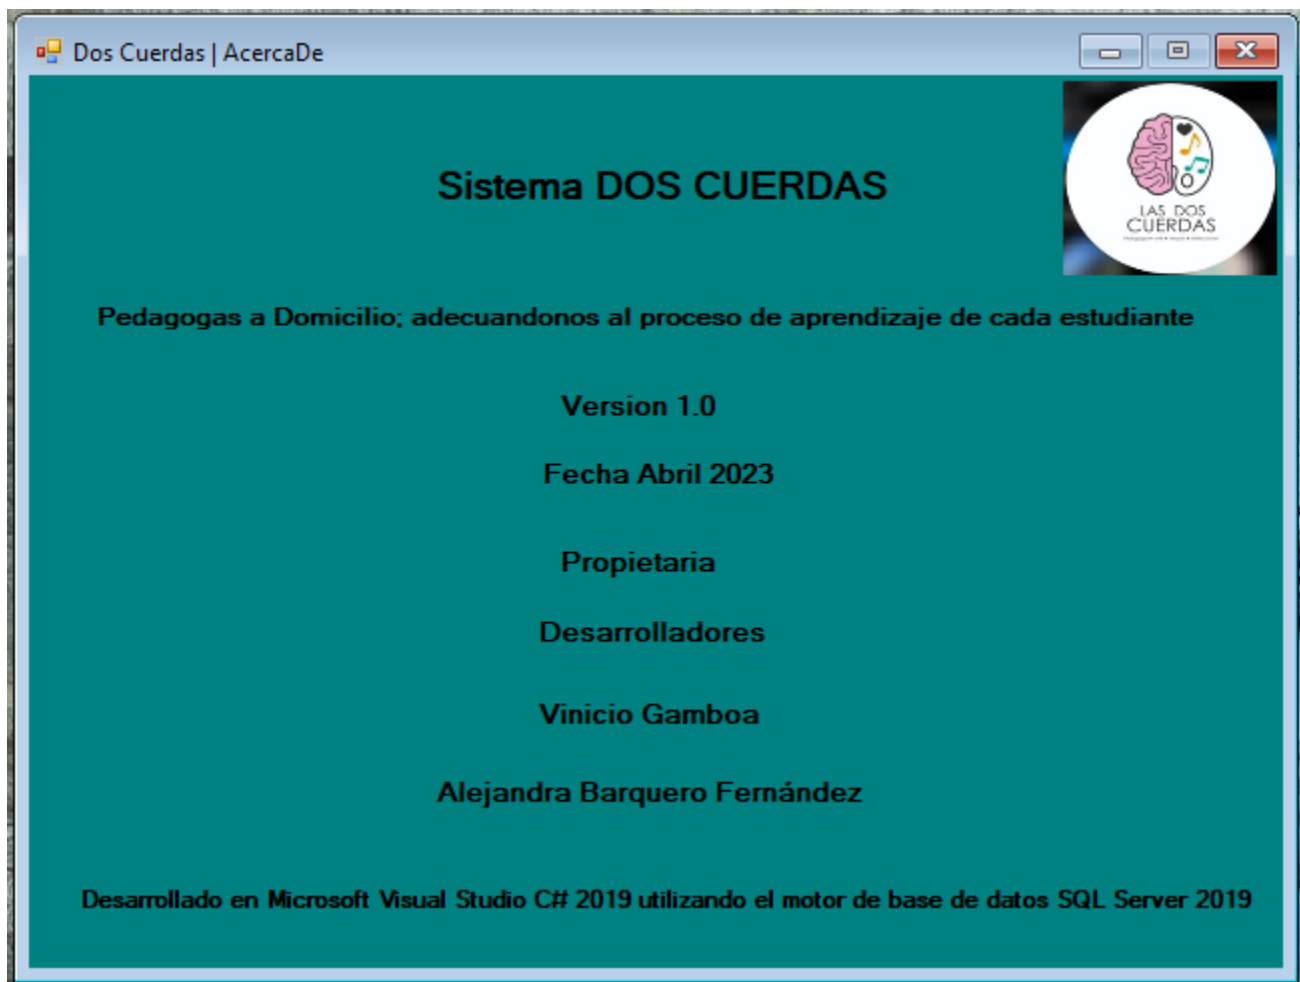 Dos Cuerdas | AcercaDe
LAS DOS
CUERDAS
Sistema DOS CUERDAS
Pedagogas a Domicilio; adecuandonos al proceso de aprendizaje de cada estudiante
Version 1.0
Fecha Abril 2023
Propietaria
Desarrolladores
Vinicio Gamboa
Alejandra Barquero Fernández
Desarrollado en Microsoft Visual Studio C# 2019 utilizando el motor de base de datos SQL Server 2019